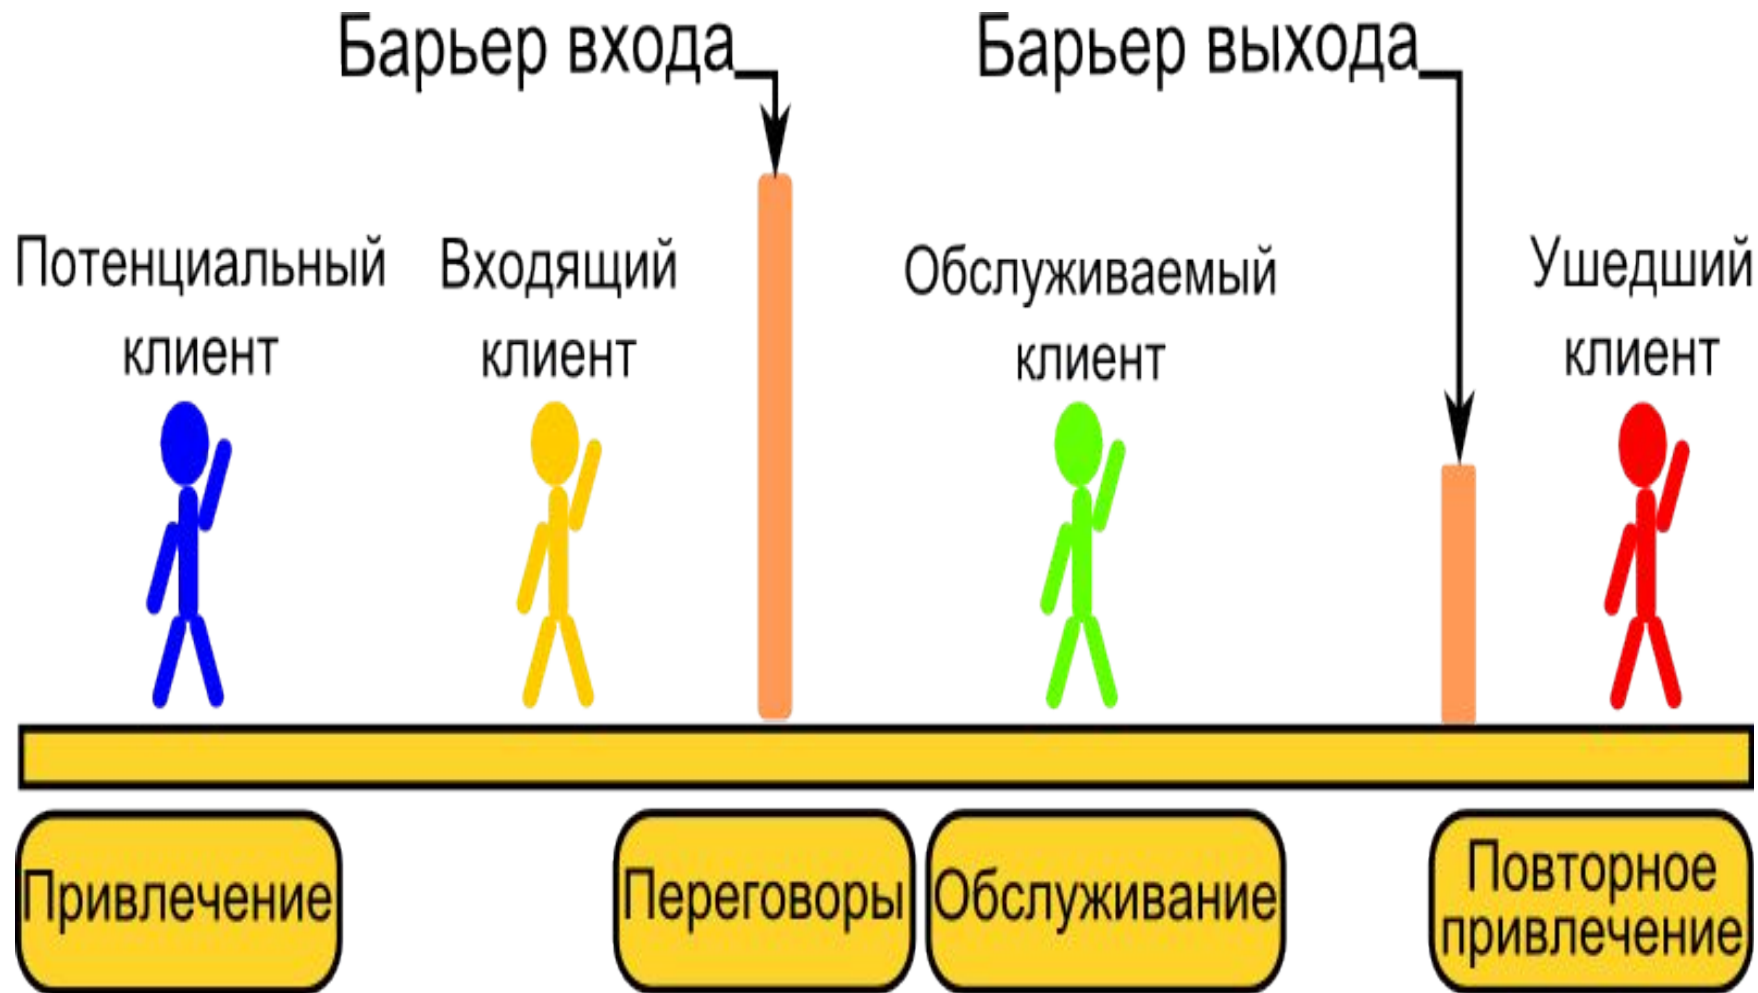 Барьер входа
Барьер выхода
Потенциальный
клиент
Входящий
клиент
Обслуживаемый
клиент
Ушедший
клиент
Привлечение
Переговоры
Обслуживание
Повторное
привлечение